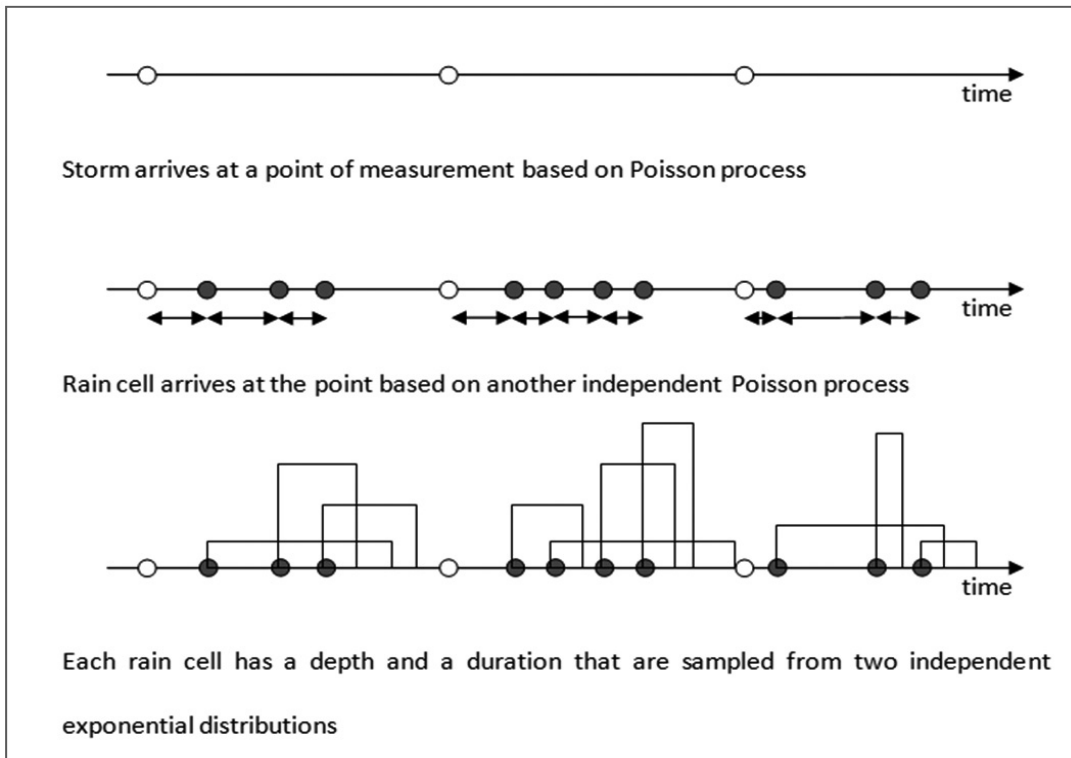 time
Storm arrives at a point of measurement based on Poisson process
time
Rain cell arrives at the point based on another independent Poisson process
time
Each rain cell has a depth and a duration that are sampled from two independent
exponential distributions